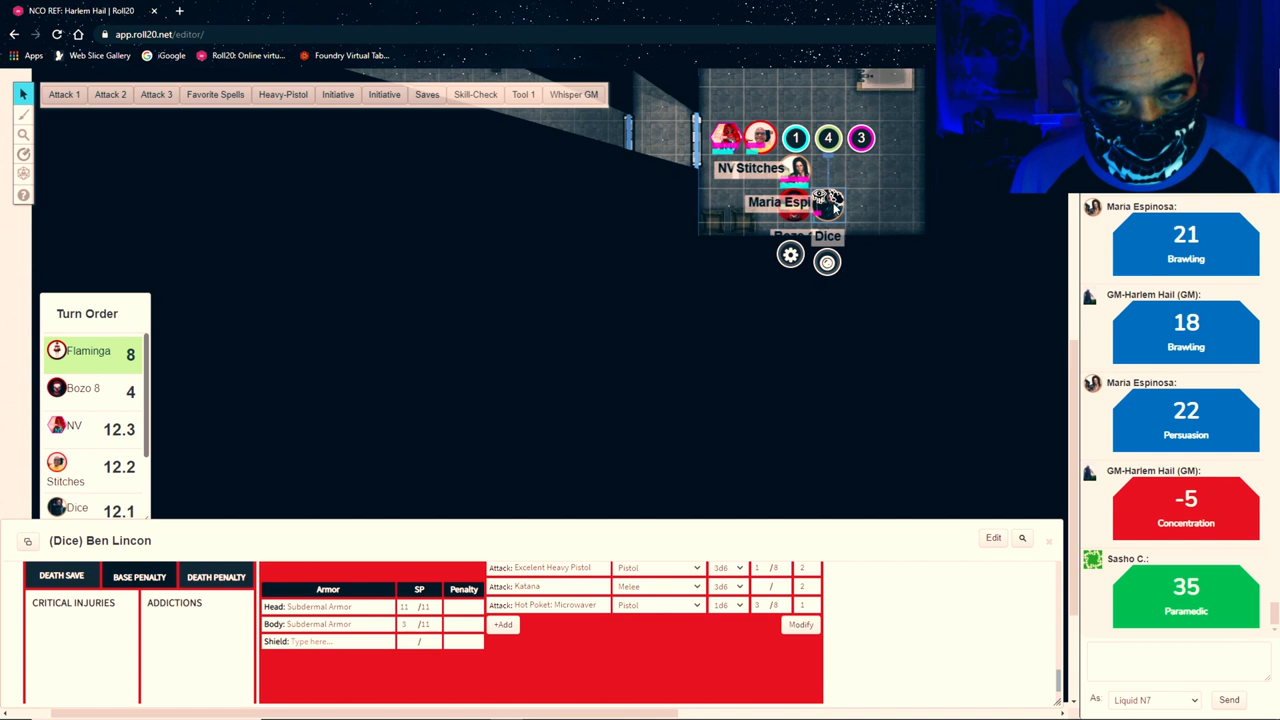 NCO REF: Harlem Hail | Roll20
app.roll20.net/editor/
Apps
Web Slice Gallery
iGoogle
Roll20: Online virtu...
Foundry Virtual Tab...
Attack 1
Attack 2
Attack 3
Favorite Spells
Heavy-Pistol
Initiative
Initiative
Saves
Skill-Check
Tool 1
Whisper GM
1
4
3
NV
Stitches
Maria Espi
Dice
Turn Order
Flaminga 8
Bozo 8 4
NV 12.3
Stitches 12.2
Dice 12.1
Maria Espinosa:
21
Brawling
GM-Harlem Hail (GM):
18
Brawling
Maria Espinosa:
22
Persuasion
GM-Harlem Hail (GM):
-5
Concentration
Sasho C.:
35
Paramedic
As: Liquid N7
Send
(Dice) Ben Lincon
Edit
DEATH SAVE
BASE PENALTY
DEATH PENALTY
CRITICAL INJURIES
ADDICTIONS
Armor SP Penalty
Head: Subdermal Armor 11 /11
Body: Subdermal Armor 3 /11
Shield: Type here... /
Attack: Excelent Heavy Pistol Pistol 3d6 1 /8 2
Attack: Katana Melee 3d6 / 2
Attack: Hot Poket: Microwaver Pistol 1d6 3 /8 1
+Add
Modify